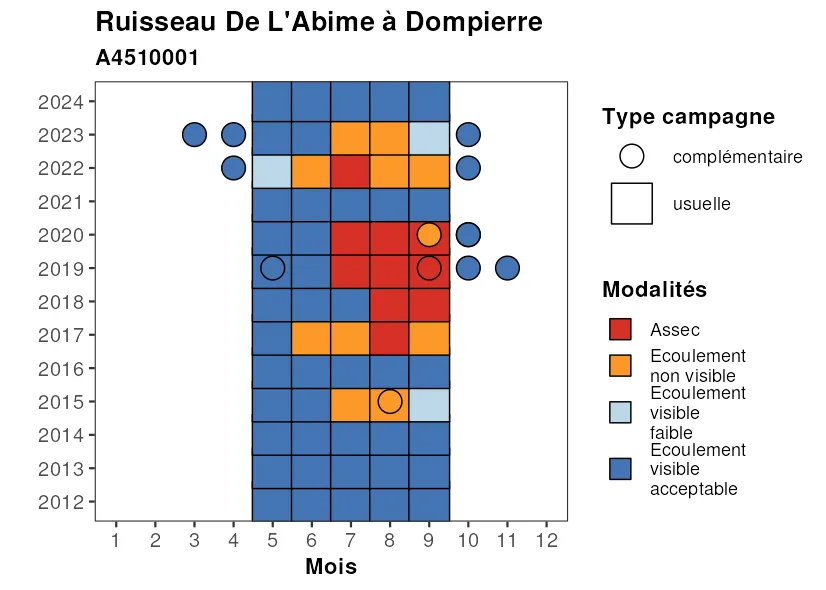 Ruisseau De L'Abime à Dompierre
A4510001
2024
2023
2022
2021
2020
2019
2018
2017
2016
2015
2014
2013
2012
1 2 3 4 5 6 7 8 9 10 11 12
Mois
Type campagne
complémentaire
usuelle
Modalités
Assec
Ecoulement
non visible
Ecoulement
visible
faible
Ecoulement
visible
acceptable